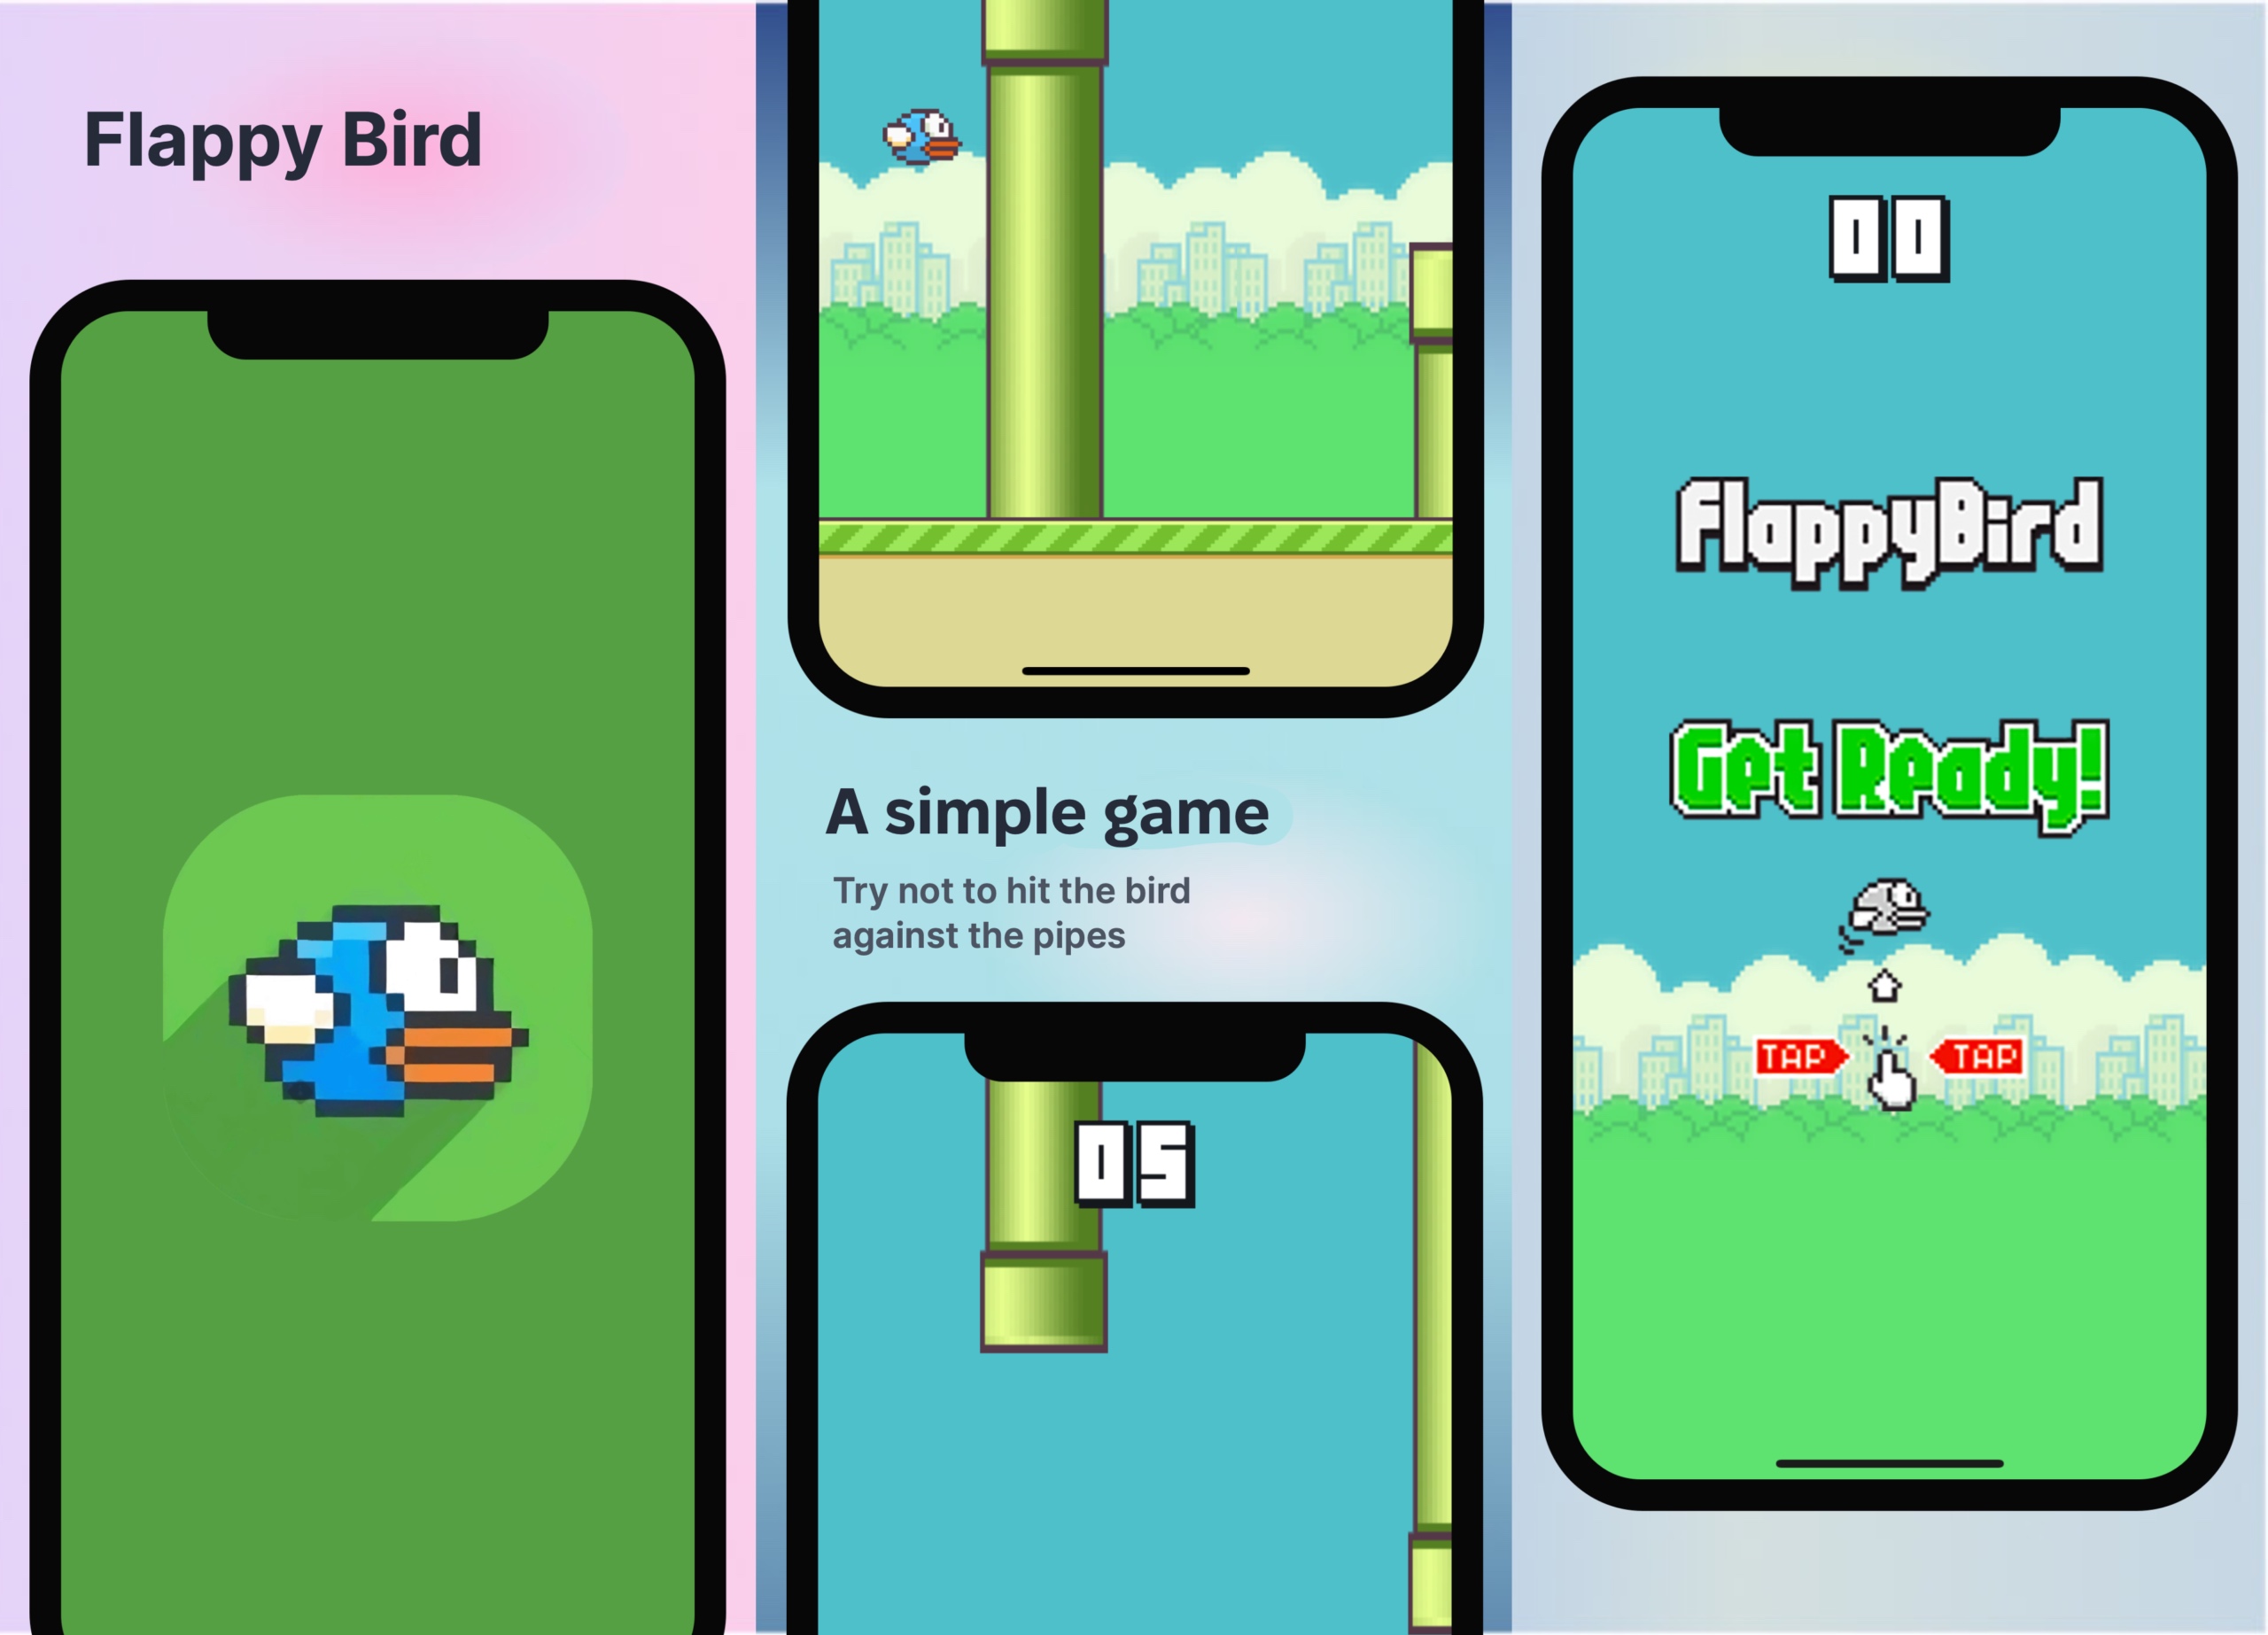 Flappy Bird
A simple game
Try not to hit the bird
against the pipes
05
00
FlappyBird
Get Ready!
TAP TAP